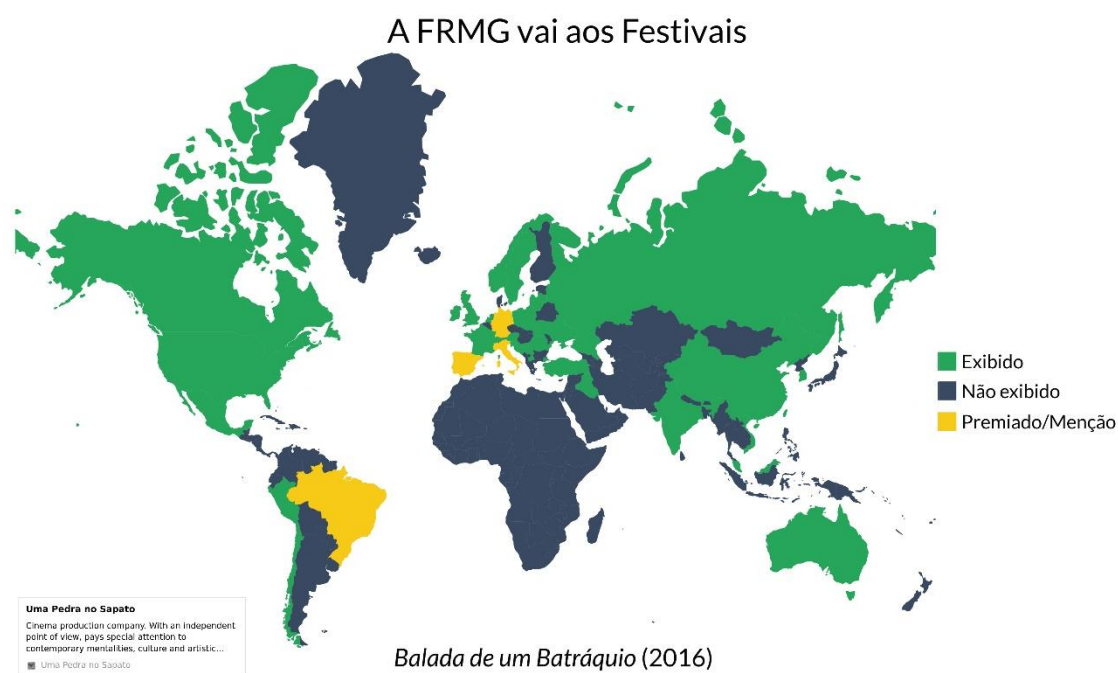 A FRMG vai aos Festivais
Exibido
Não exibido
Premiado/Menção
Uma Pedra no Sapato
Cinema production company. With an independent
point of view, pays special attention to
contemporary mentalities, culture and artistic...
Uma Pedra no Sapato
Balada de um Batráquio (2016)